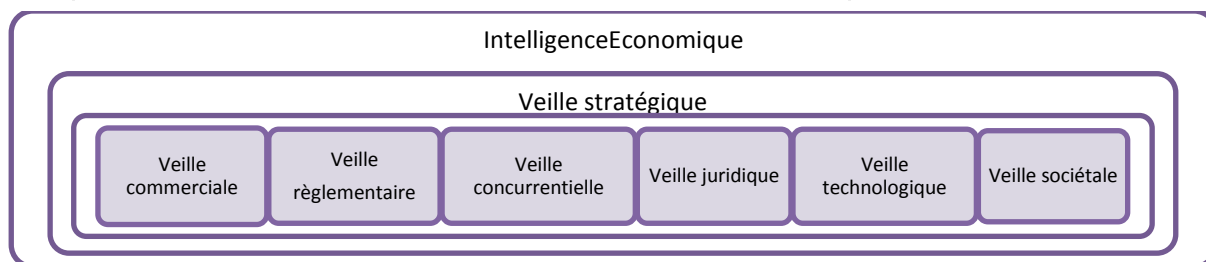 IntelligenceEconomique
Veille stratégique
Veille
commerciale
Veille
règlementaire
Veille
concurrentielle
Veille juridique
Veille
technologique
Veille sociétale